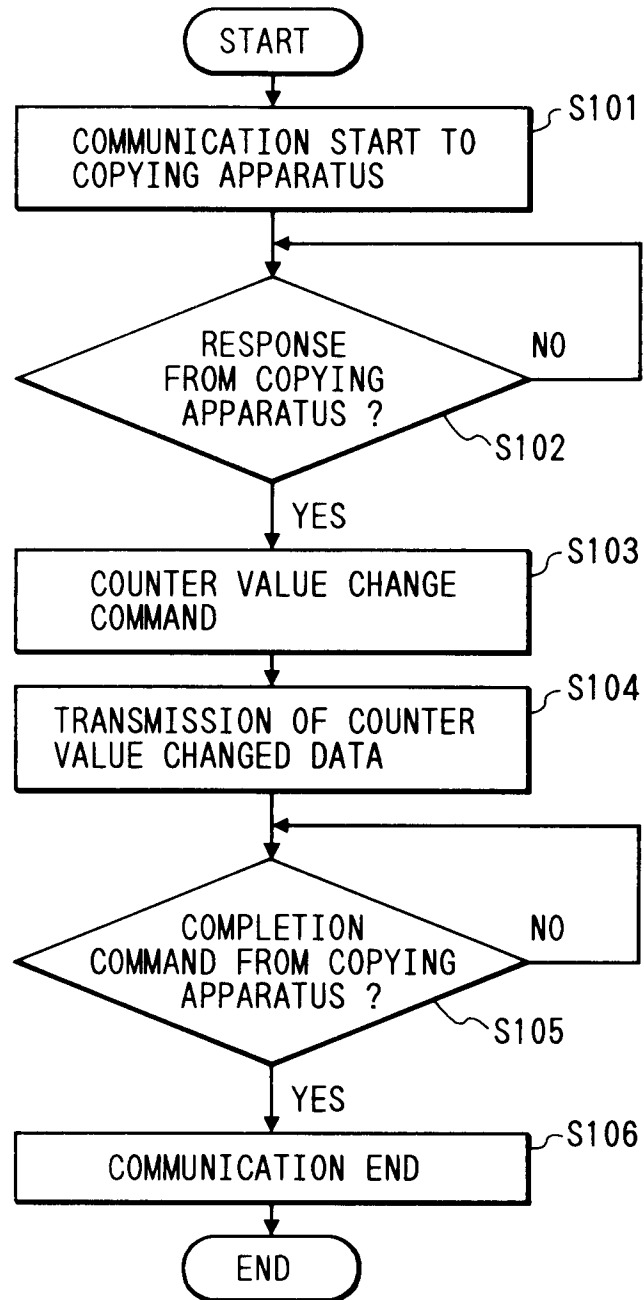 START
S101
COMMUNICATION START TO
COPYING APPARATUS
RESPONSE
FROM COPYING
APPARATUS ?
NO
S102
YES
S103
COUNTER VALUE CHANGE
COMMAND
S104
TRANSMISSION OF COUNTER
VALUE CHANGED DATA
COMPLETION
COMMAND FROM COPYING
APPARATUS ?
NO
S105
YES
S106
COMMUNICATION END
END